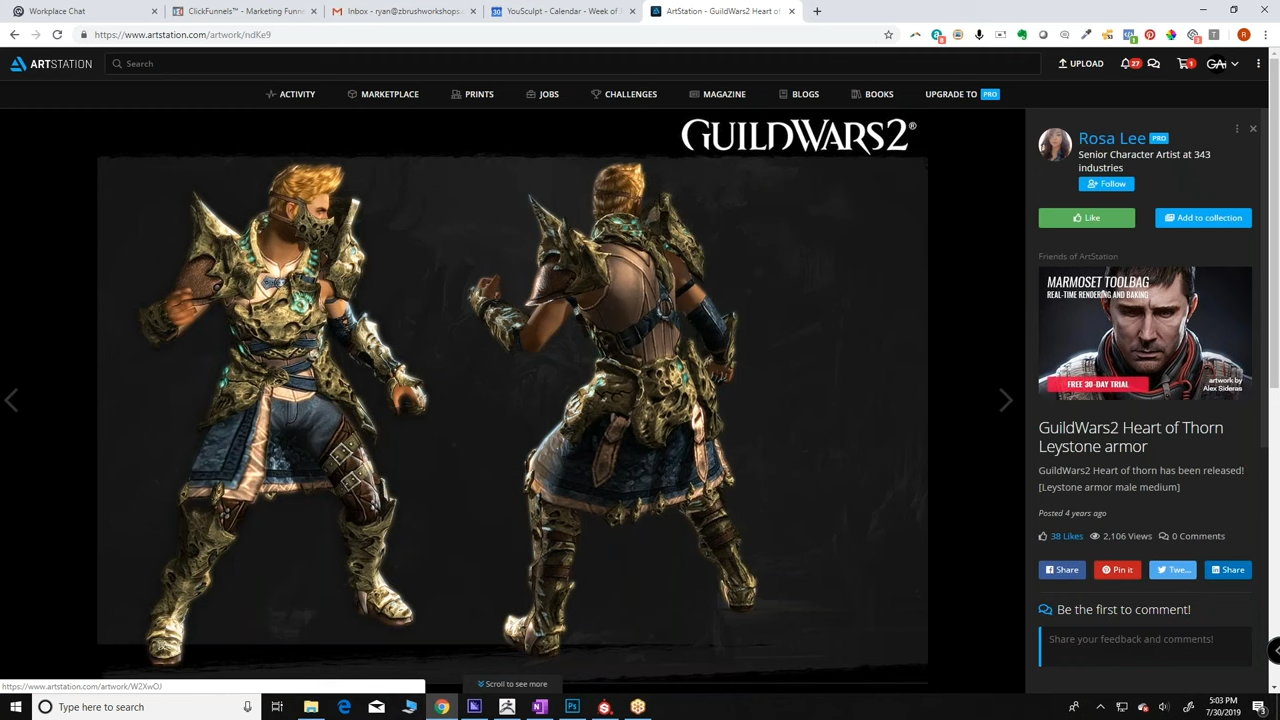 Workplace Chat
ClickFunnels™ - Marketing Funne
Inbox - ryan@zbrushworkshops.
YouSculpt - Calendar - Week of J
ArtStation - GuildWars2 Heart of
https://www.artstation.com/artwork/ndKe9
ARTSTATION
Search
UPLOAD
27
1
ACTIVITY
MARKETPLACE
PRINTS
JOBS
CHALLENGES
MAGAZINE
BLOGS
BOOKS
UPGRADE TO PRO
GUILDWARS2®
Rosa Lee PRO
Senior Character Artist at 343
industries
Follow
Like
Add to collection
Friends of ArtStation
MARMOSET TOOLBAG
REAL-TIME RENDERING AND BAKING
FREE 30-DAY TRIAL
artwork by
Alex Sideras
GuildWars2 Heart of Thorn
Leystone armor
GuildWars2 Heart of thorn has been released!
[Leystone armor male medium]
Posted 4 years ago
38 Likes
2,106 Views
0 Comments
Share
Pin it
Twe...
Share
Be the first to comment!
Share your feedback and comments!
https://www.artstation.com/artwork/W2XwOJ
Scroll to see more
Type here to search
5:03 PM
7/30/2019